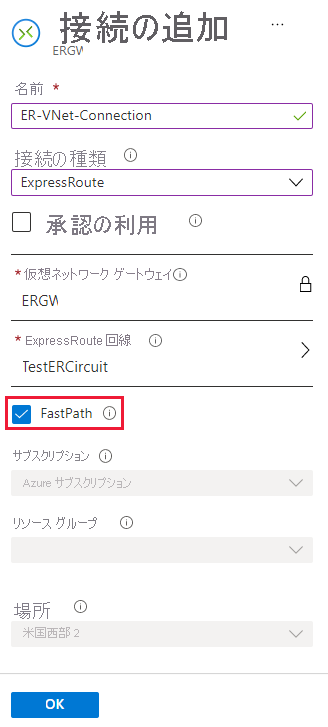 接続の追加 ...
ERGW
名前 *
ER-VNet-Connection
接続の種類
ExpressRoute
承認の利用
* 仮想ネットワーク ゲートウェイ
ERGW
* ExpressRoute 回線
TestERCircuit
FastPath
サブスクリプション
Azure サブスクリプション
リソース グループ
場所
米国西部 2
OK